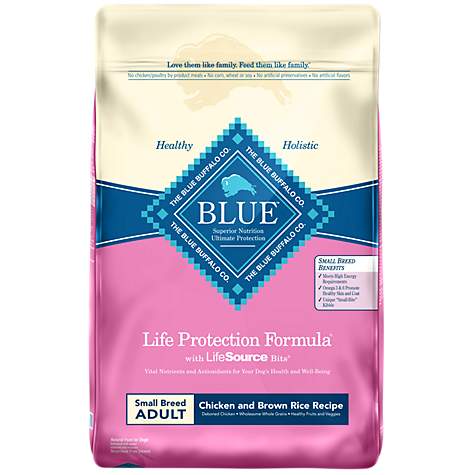 Love them like family. Feed them like family.®
No chicken/poultry by product meals • No corn, wheat or soy • No artificial preservatives • No artificial flavors
Healthy Holistic
THE BLUE BUFFALO CO.
THE BLUE BUFFALO CO.
BLUE™
Superior Nutrition
Ultimate Protection
THE BLUE BUFFALO CO.
THE BLUE BUFFALO CO.
SMALL BREED
BENEFITS
✓ Meets High Energy
Requirements
✓ Omega 3 & 6 Promote
Healthy Skin and Coat
✓ Unique "Small-Bite"
Kibble
Life Protection Formula®
with LifeSource Bits®
Vital Nutrients and Antioxidants for Your Dog's Health and Well-Being
Small Breed
ADULT
Chicken and Brown Rice Recipe
Deboned Chicken • Wholesome Whole Grains • Healthy Fruits and Veggies
Natural Food for Dogs